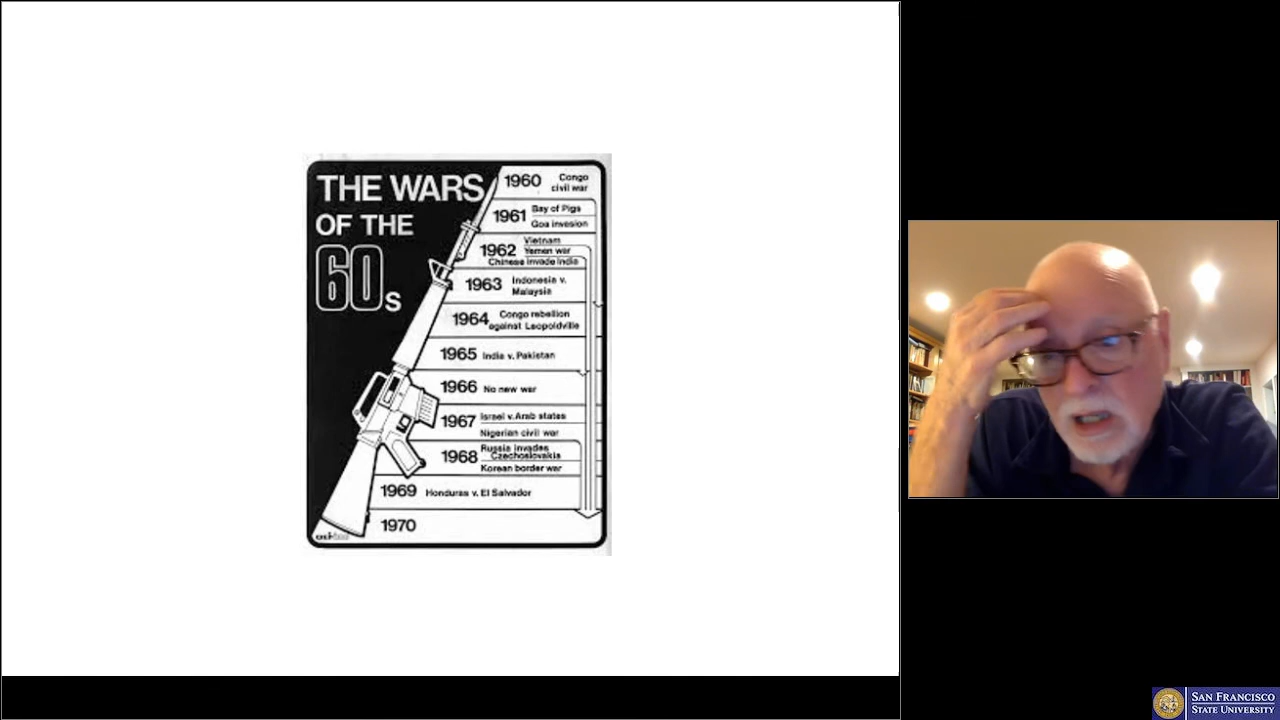 THE WARS
OF THE
60s
1960 Congo
civil war
1961 Bay of Pigs
Goa invasion
1962 Vietnam
Yemen war
Chinese invade India
1963 Indonesia v.
Malaysia
1964 Congo rebellion
against Leopoldville
1965 India v. Pakistan
1966 No new war
1967 Israel v. Arab states
Nigerian civil war
1968 Russia invades
Czechoslovakia
Korean border war
1969 Honduras v. El Salvador
1970
SAN FRANCISCO
STATE UNIVERSITY